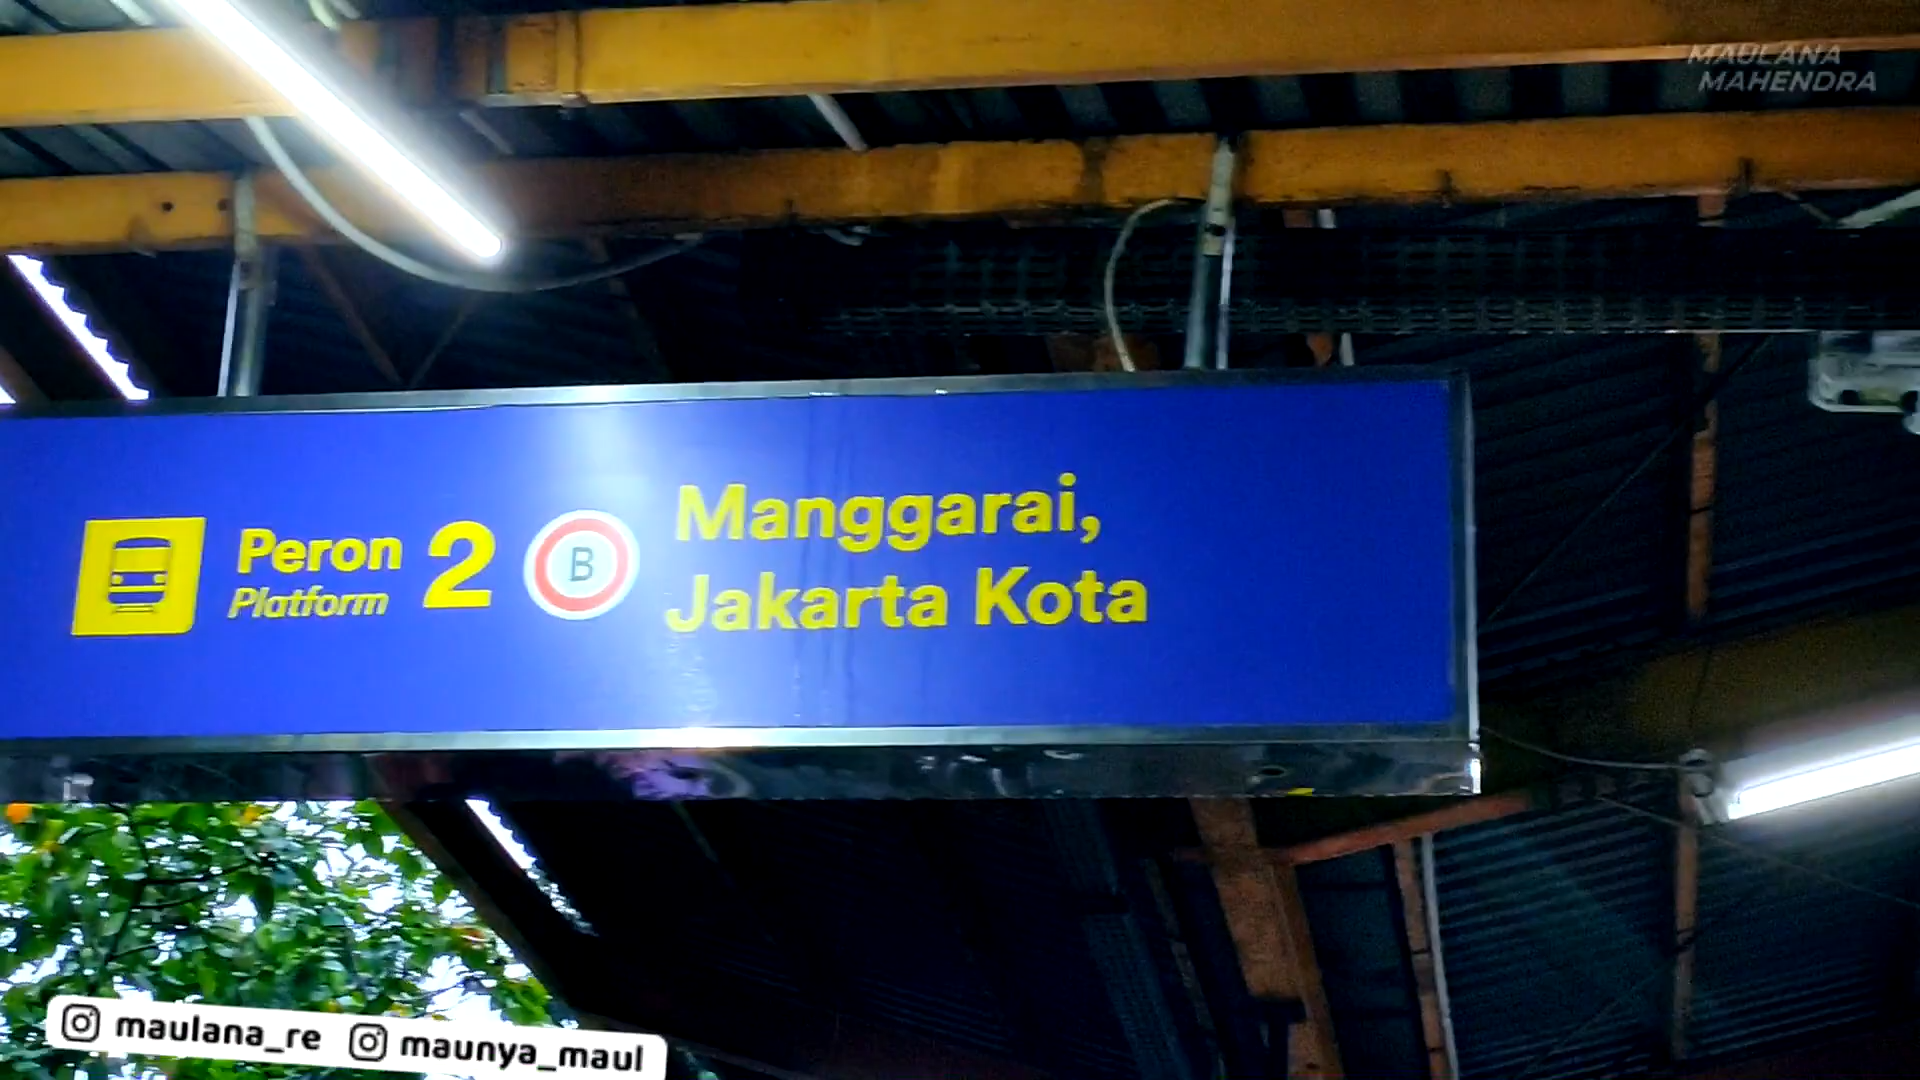 MAULANA
MAHENDRA
Peron 2
Platform
B
Manggarai,
Jakarta Kota
maulana_re maunya_maul